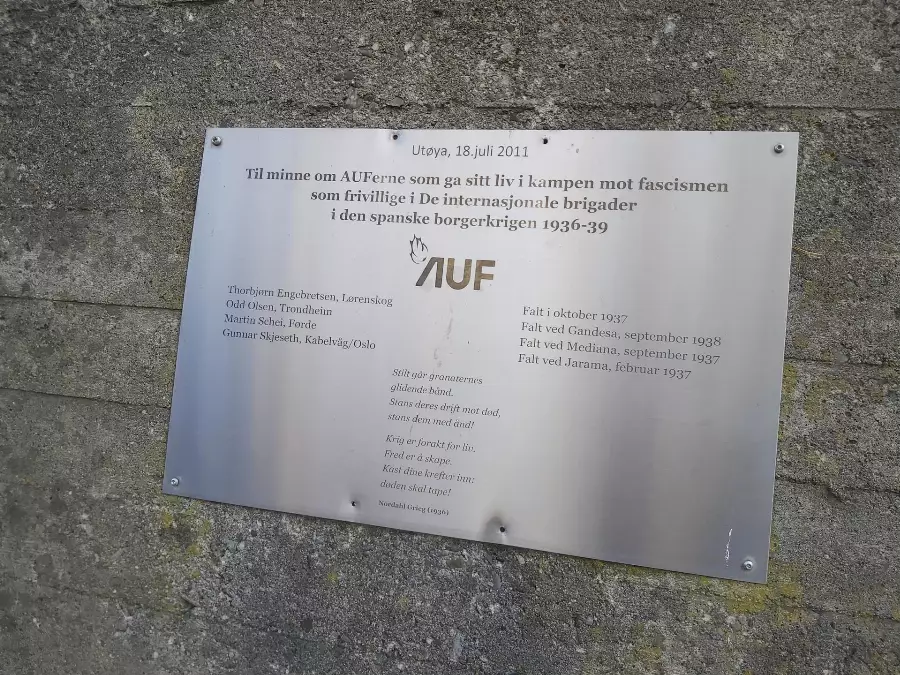 Utøya, 18.juli 2011
Til minne om AUFerne som ga sitt liv i kampen mot fascismen
som frivillige i De internasjonale brigader
i den spanske borgerkrigen 1936-39
AUF
Thorbjørn Engebretsen, Lørenskog
Odd Olsen, Trondheim
Martin Schei, Førde
Gunnar Skjeseth, Kabelvåg/Oslo
Falt i oktober 1937
Falt ved Gandesa, september 1938
Falt ved Mediana, september 1937
Falt ved Jarama, februar 1937
Stilt går granatenes
glidende bånd.
Stans deres drift mot død,
stans dem med ånd!
Krig er forakt for liv.
Fred er å skape.
Kast dine krefter inn:
døden skal tape!
Nordahl Grieg (1936)